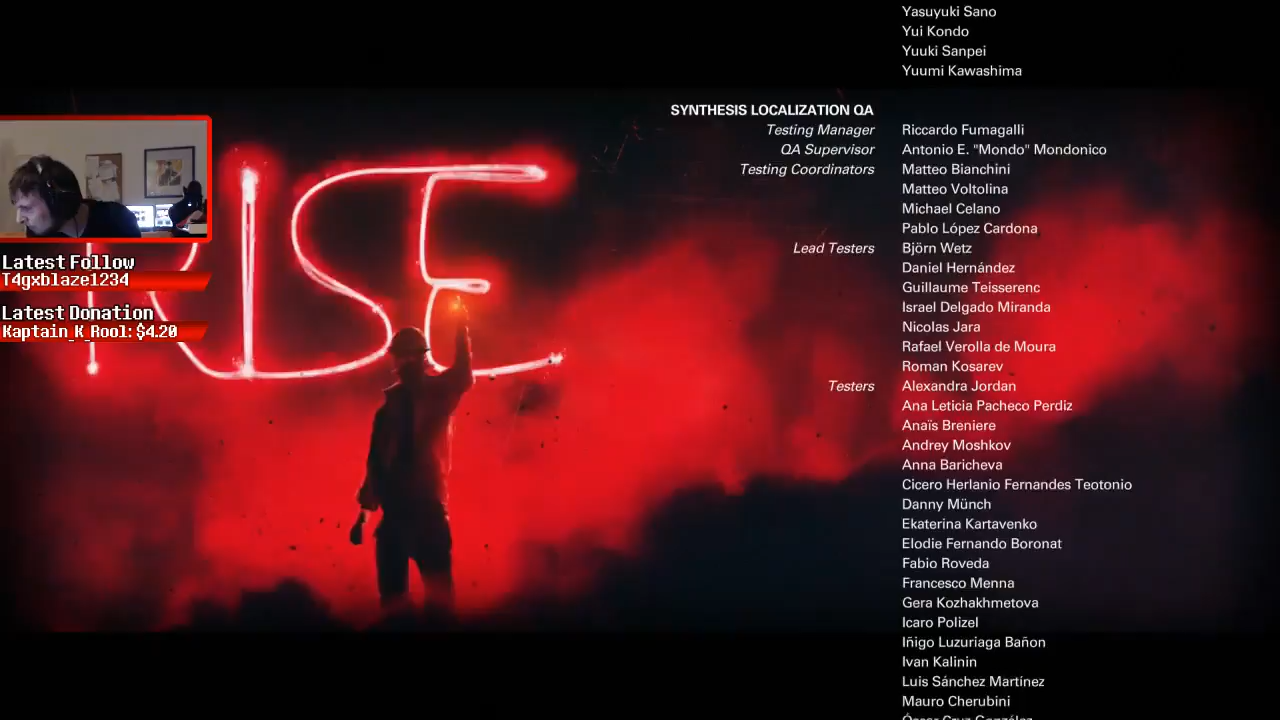 Yasuyuki Sano
Yui Kondo
Yuuki Sanpei
Yuumi Kawashima
SYNTHESIS LOCALIZATION QA
Testing Manager Riccardo Fumagalli
QA Supervisor Antonio E. "Mondo" Mondonico
Testing Coordinators Matteo Bianchini
Matteo Voltolina
Michael Celano
Pablo López Cardona
Lead Testers Björn Wetz
Daniel Hernández
Guillaume Teisserenc
Israel Delgado Miranda
Nicolas Jara
Rafael Verolla de Moura
Roman Kosarev
Testers Alexandra Jordan
Ana Leticia Pacheco Perdiz
Anaïs Breniere
Andrey Moshkov
Anna Baricheva
Cicero Herlanio Fernandes Teotonio
Danny Münch
Ekaterina Kartavenko
Elodie Fernando Boronat
Fabio Roveda
Francesco Menna
Gera Kozhakhmetova
Icaro Polizel
Iñigo Luzuriaga Bañon
Ivan Kalinin
Luis Sánchez Martínez
Mauro Cherubini
Óscar Cruz González
RISE
Latest Follow
T4gxblaze1234
Latest Donation
Kaptain_K_Rool: $4.20